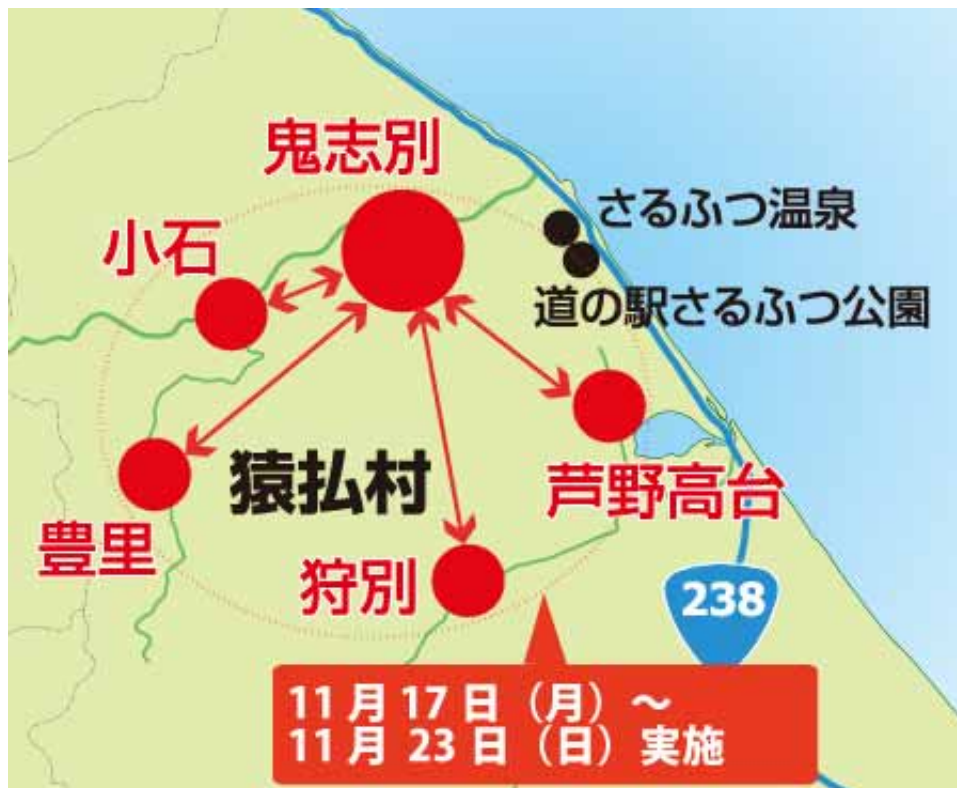 鬼志別
さるふつ温泉
小石
道の駅さるふつ公園
猿払村
芦野高台
豊里
狩別
238
11月17日（月）～
11月23日（日）実施